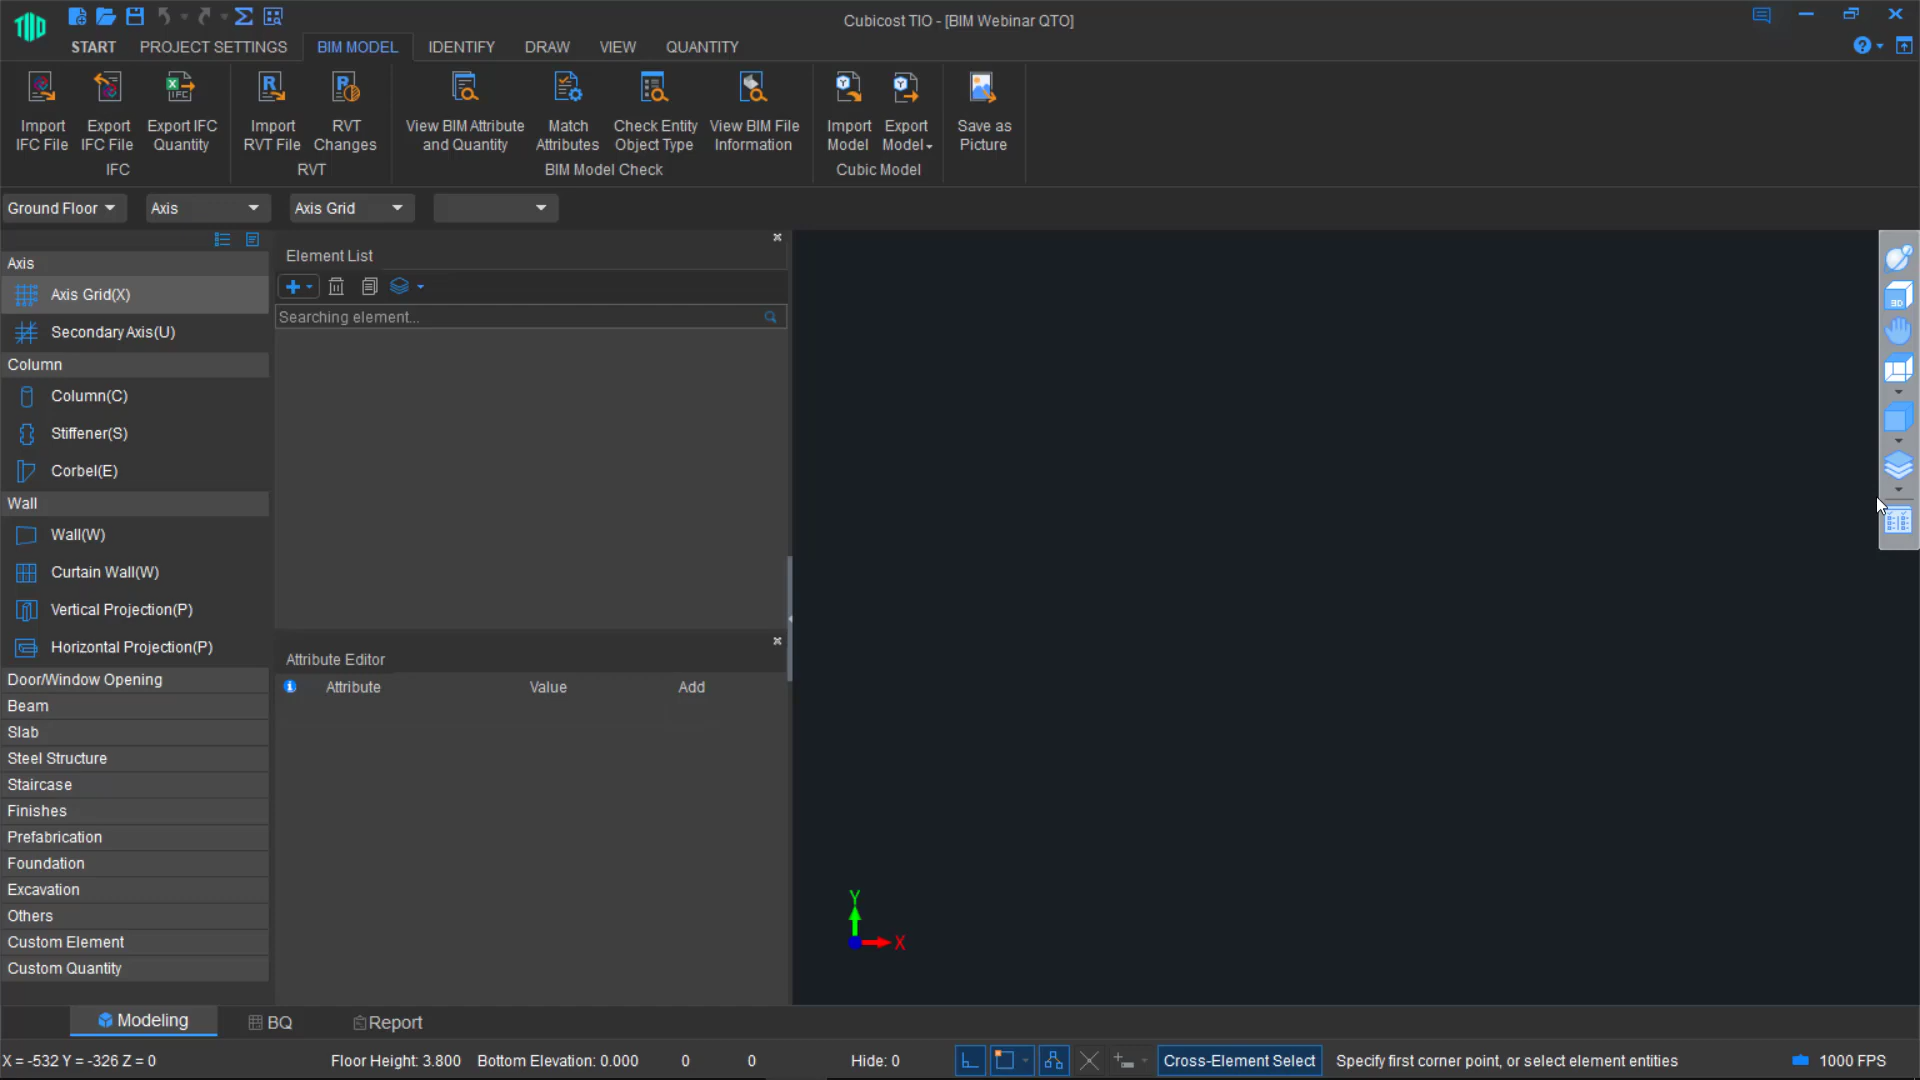 TIO
Cubicost TIO - [BIM Webinar QTO]
START PROJECT SETTINGS BIM MODEL IDENTIFY DRAW VIEW QUANTITY
Import IFC File
Export IFC File
Export IFC Quantity
IFC
Import RVT File
RVT Changes
RVT
View BIM Attribute and Quantity
Match Attributes
Check Entity Object Type
View BIM File Information
BIM Model Check
Import Model
Export Model
Cubic Model
Save as Picture
Ground Floor Axis Axis Grid
Axis
Axis Grid(X)
Secondary Axis(U)
Column
Column(C)
Stiffener(S)
Corbel(E)
Wall
Wall(W)
Curtain Wall(W)
Vertical Projection(P)
Horizontal Projection(P)
Door/Window Opening
Beam
Slab
Steel Structure
Staircase
Finishes
Prefabrication
Foundation
Excavation
Others
Custom Element
Custom Quantity
Element List
Searching element...
Attribute Editor
Attribute Value Add
3D
Y
X
Modeling BQ Report
X = -532 Y = -326 Z = 0 Floor Height: 3.800 Bottom Elevation: 0.000 0 0 Hide: 0 Cross-Element Select Specify first corner point, or select element entities 1000 FPS